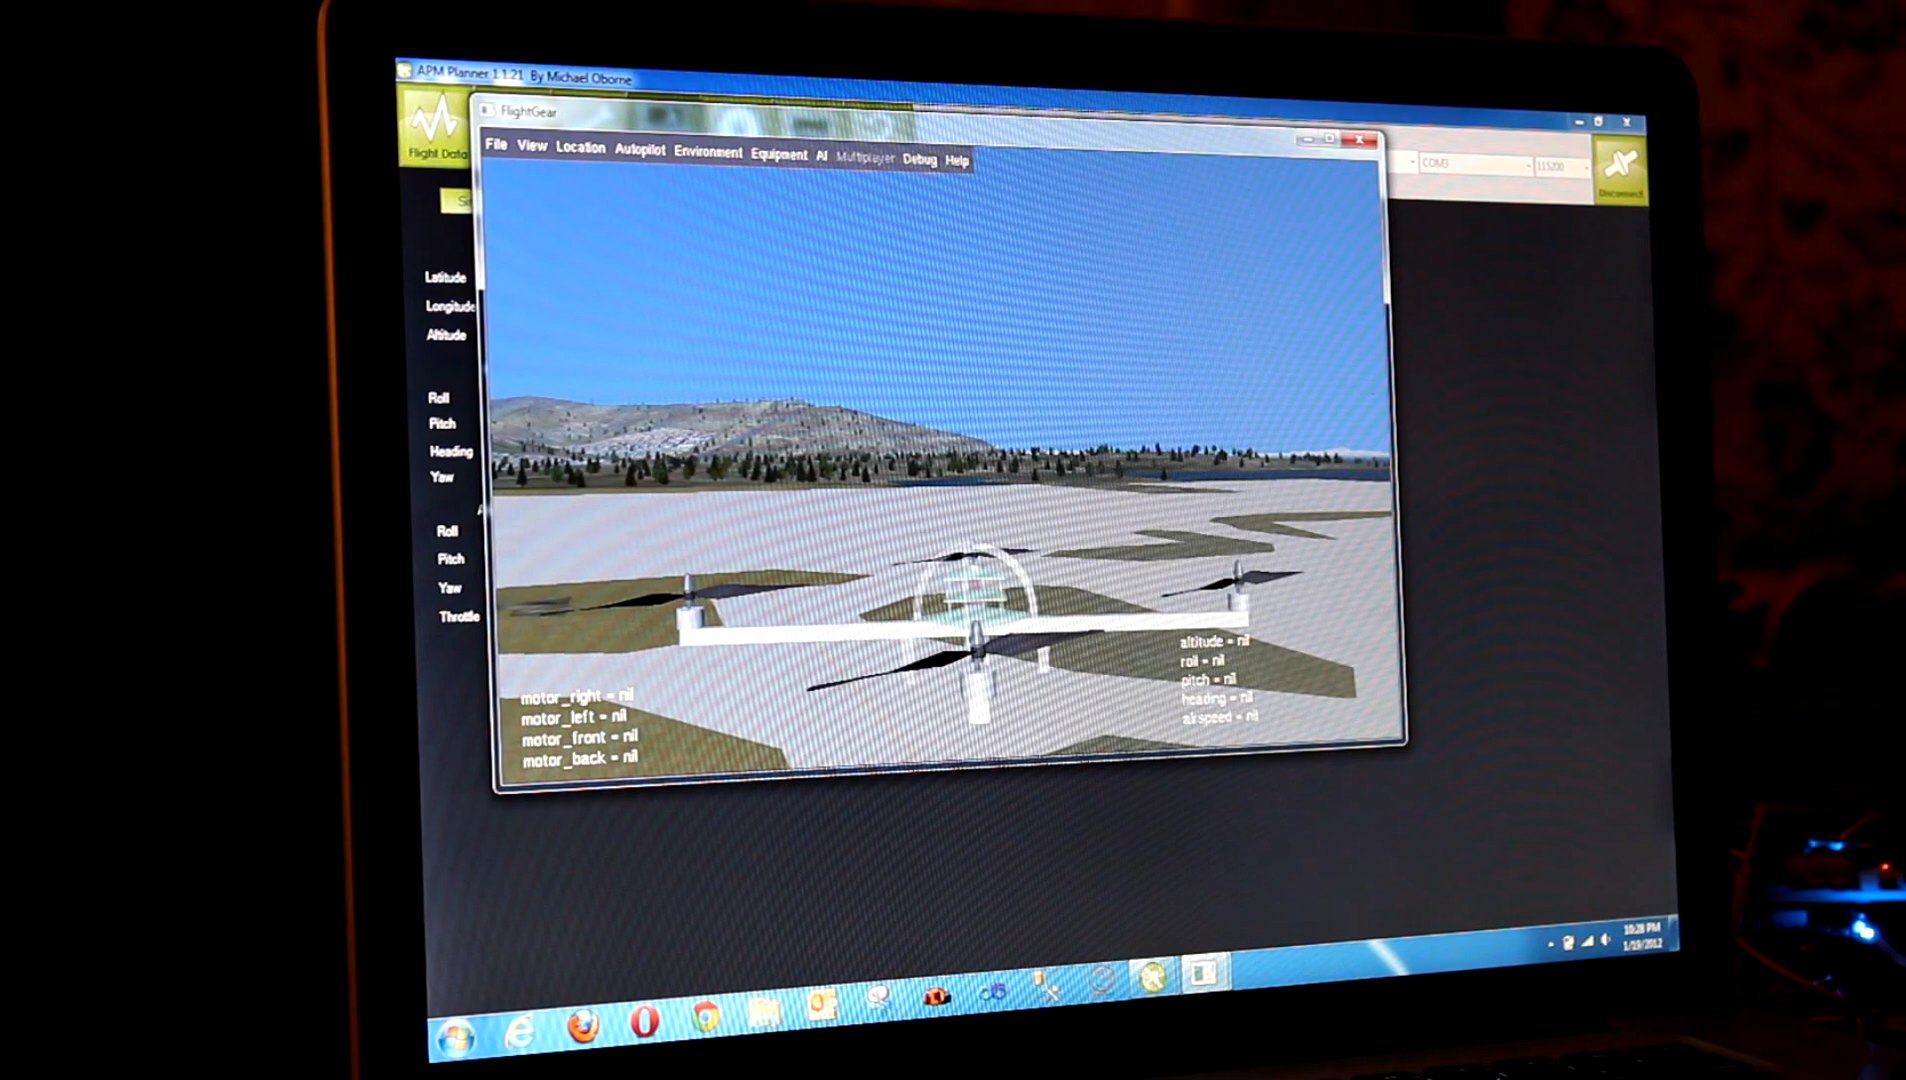 APM Planner 1.1.21 By Michael Oborne
FlightGear
Flight Data
File View Location Autopilot Environment Equipment AI Multiplayer Debug Help
COM3
115200
Disconnect
Latitude
Longitude
Altitude
Roll
Pitch
Heading
Yaw
Roll
Pitch
Yaw
Throttle
altitude = nil
roll = nil
pitch = nil
heading = nil
airspeed = nil
motor_right = nil
motor_left = nil
motor_front = nil
motor_back = nil
10:28 PM
1/19/2012